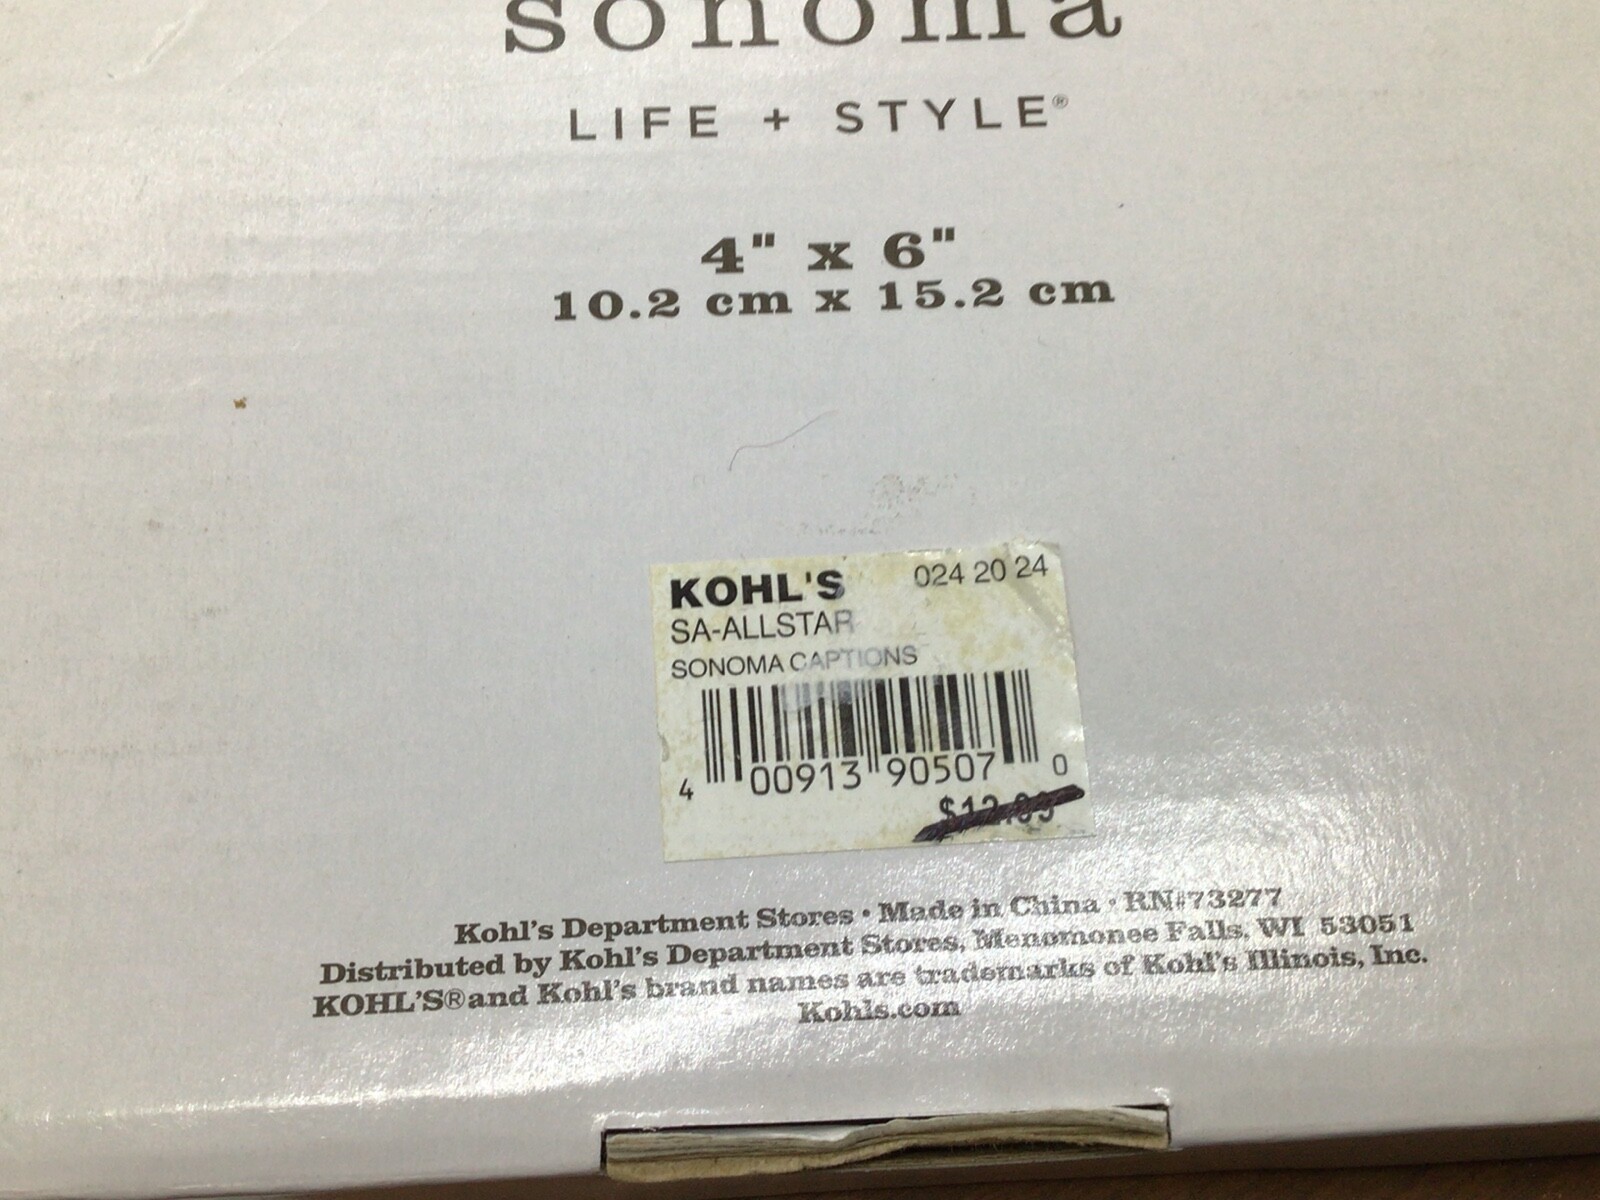 sonoma
LIFE + STYLE®
4" x 6"
10.2 cm x 15.2 cm
KOHL'S 024 20 24
SA-ALLSTAR
SONOMA CAPTIONS
4 00913 90507 0
Kohl's Department Stores • Made in China • RN#73277
Distributed by Kohl's Department Stores, Menomonee Falls, WI 53051
KOHL'S® and Kohl's brand names are trademarks of Kohl's Illinois, Inc.
Kohls.com